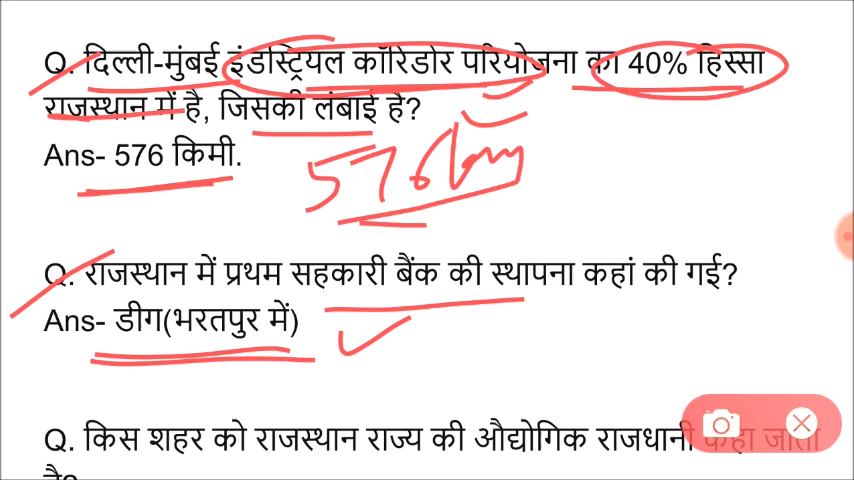 Q. दिल्ली-मुंबई इंडस्ट्रियल कॉरिडोर परियोजना का 40% हिस्सा
राजस्थान में है, जिसकी लंबाई है?
Ans- 576 किमी.
576 km
Q. राजस्थान में प्रथम सहकारी बैंक की स्थापना कहां की गई?
Ans- डीग(भरतपुर में)
Q. किस शहर को राजस्थान राज्य की औद्योगिक राजधानी कहा जाता
है?